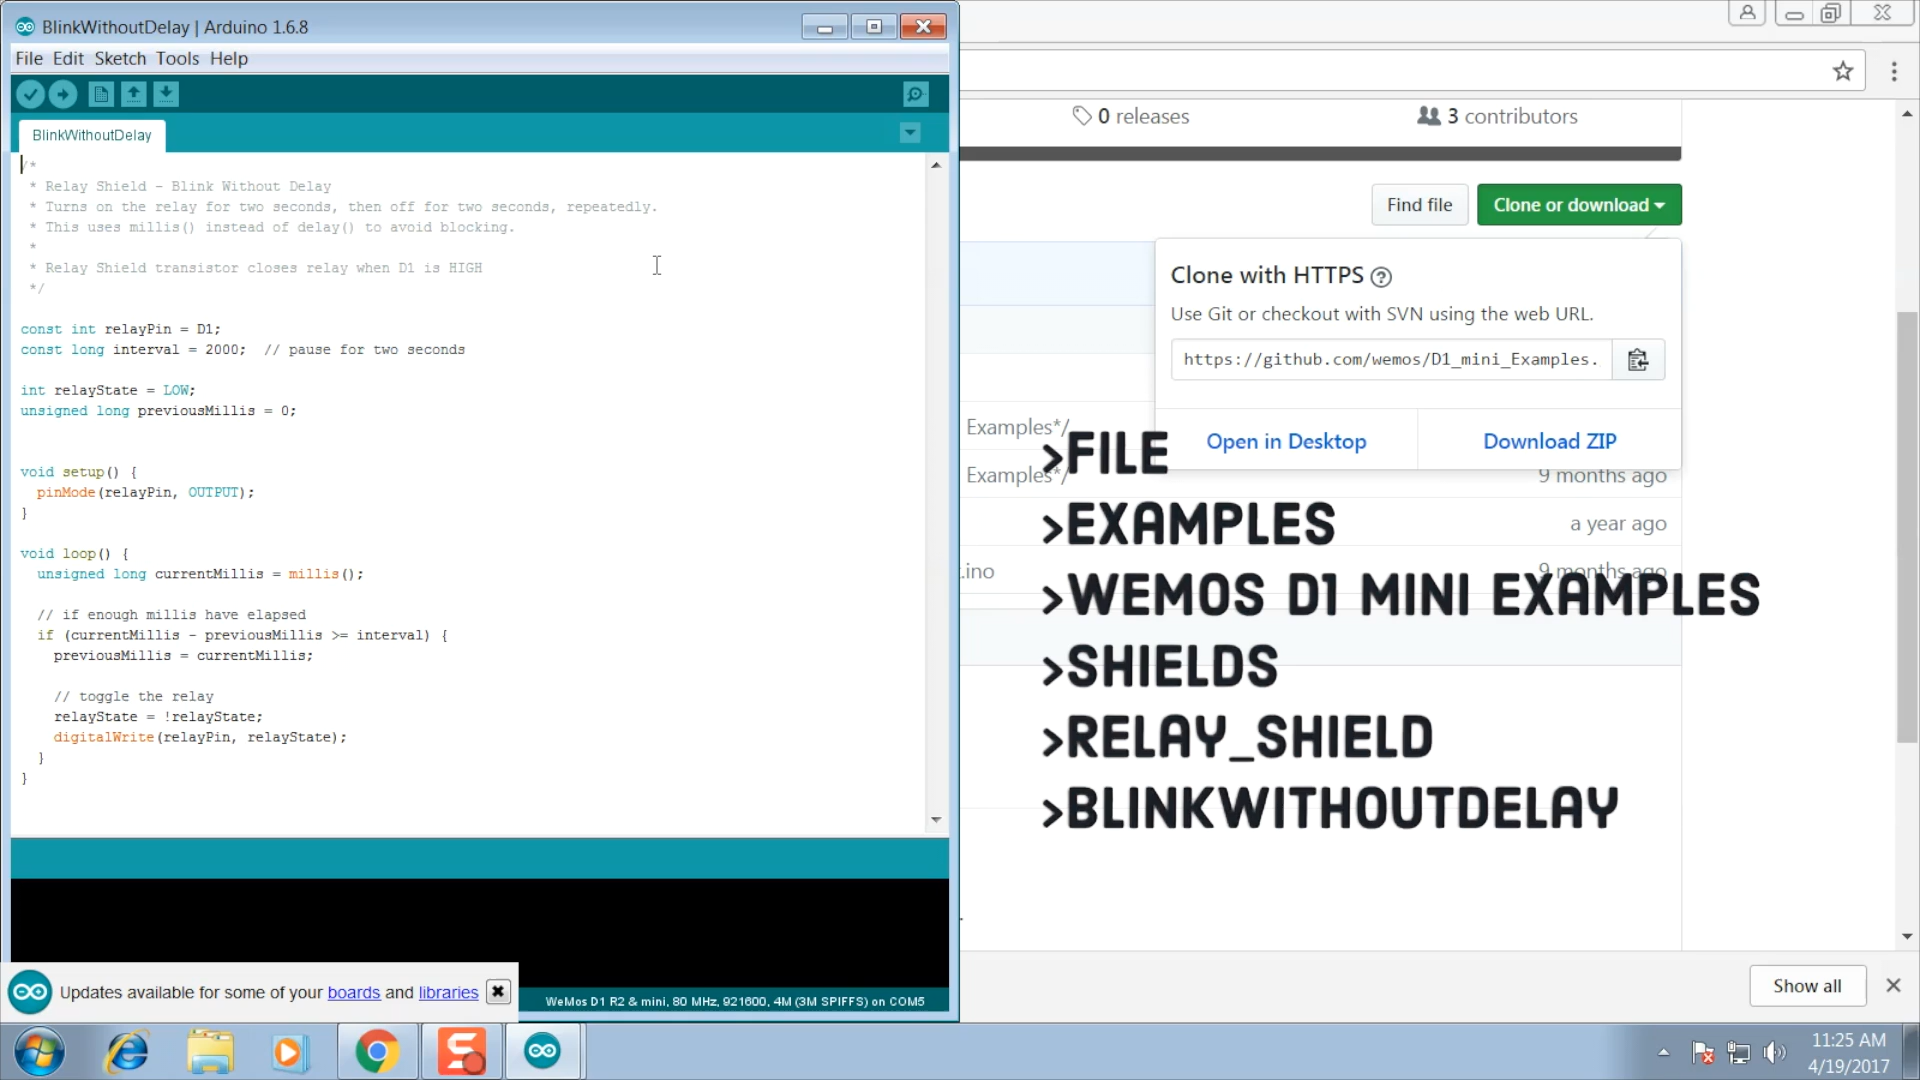 BlinkWithoutDelay | Arduino 1.6.8
File Edit Sketch Tools Help
BlinkWithoutDelay
/*
* Relay Shield - Blink Without Delay
* Turns on the relay for two seconds, then off for two seconds, repeatedly.
* This uses millis() instead of delay() to avoid blocking.
*
* Relay Shield transistor closes relay when D1 is HIGH
*/
const int relayPin = D1;
const long interval = 2000;  // pause for two seconds
int relayState = LOW;
unsigned long previousMillis = 0;
void setup() {
pinMode(relayPin, OUTPUT);
}
void loop() {
unsigned long currentMillis = millis();
// if enough millis have elapsed
if (currentMillis - previousMillis >= interval) {
previousMillis = currentMillis;
// toggle the relay
relayState = !relayState;
digitalWrite(relayPin, relayState);
}
}
Updates available for some of your boards and libraries
WeMos D1 R2 & mini, 80 MHz, 921600, 4M (3M SPIFFS) on COM5
0 releases
3 contributors
Find file
Clone or download
Clone with HTTPS
Use Git or checkout with SVN using the web URL.
https://github.com/wemos/D1_mini_Examples.
Open in Desktop
Download ZIP
Examples*/
Examples*/
9 months ago
a year ago
.ino
9 months ago
>FILE
>EXAMPLES
>WEMOS D1 MINI EXAMPLES
>SHIELDS
>RELAY_SHIELD
>BLINKWITHOUTDELAY
Show all
11:25 AM
4/19/2017